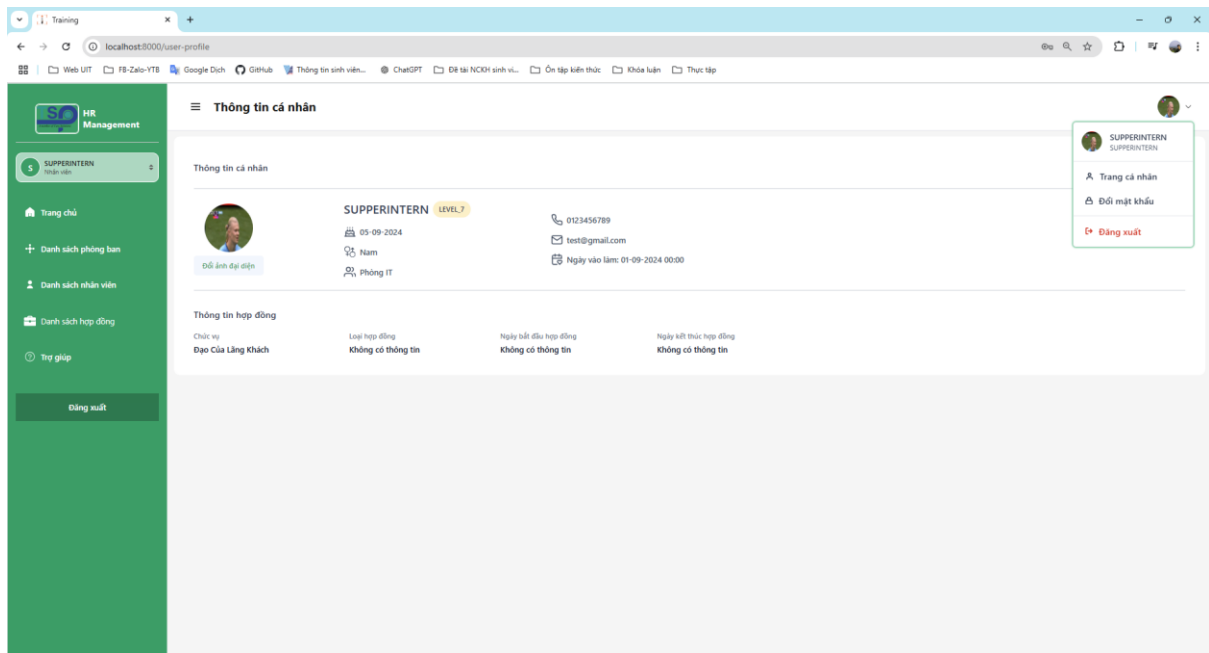 Training
localhost:8000/user-profile
Web UIT FB-Zalo-YTB Google Dịch GitHub Thông tin sinh viên... ChatGPT Đề tài NCKH sinh vi... Ôn tập kiến thức Khóa luận Thực tập
HR
Management
SUPPERINTERN
Nhân viên
Trang chủ
Danh sách phòng ban
Danh sách nhân viên
Danh sách hợp đồng
Trợ giúp
Đăng xuất
Thông tin cá nhân
SUPPERINTERN
SUPPERINTERN
Trang cá nhân
Đổi mật khẩu
Đăng xuất
Thông tin cá nhân
Đổi ảnh đại diện
SUPPERINTERN LEVEL_7
05-09-2024
Nam
Phòng IT
0123456789
test@gmail.com
Ngày vào làm: 01-09-2024 00:00
Thông tin hợp đồng
Chức vụ Loại hợp đồng Ngày bắt đầu hợp đồng Ngày kết thúc hợp đồng
Đạo Của Lãng Khách Không có thông tin Không có thông tin Không có thông tin